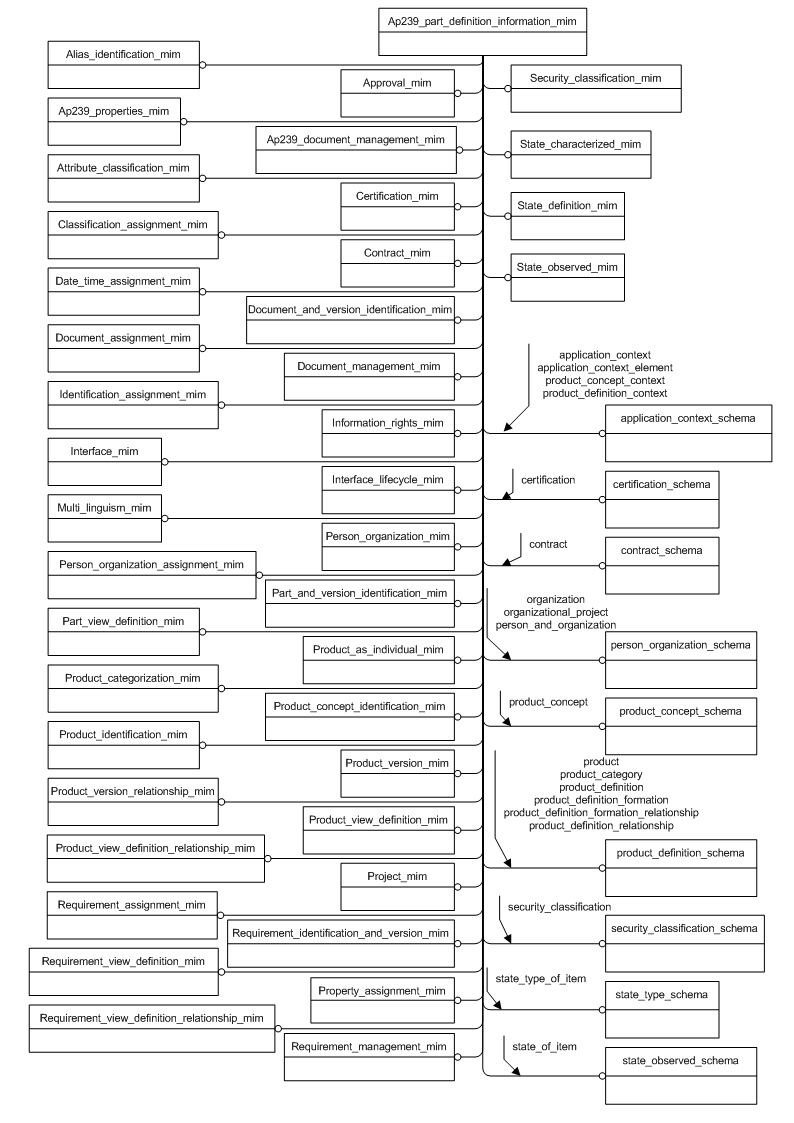 Ap239_part_definition_information_mim
Alias_identification_mim
Approval_mim
Security_classification_mim
Ap239_properties_mim
Ap239_document_management_mim
State_characterized_mim
Attribute_classification_mim
Certification_mim
State_definition_mim
Classification_assignment_mim
Contract_mim
State_observed_mim
Date_time_assignment_mim
Document_and_version_identification_mim
Document_assignment_mim
Document_management_mim
application_context
application_context_element
product_concept_context
product_definition_context
Identification_assignment_mim
Information_rights_mim
application_context_schema
Interface_mim
Interface_lifecycle_mim
certification
certification_schema
Multi_linguism_mim
Person_organization_mim
contract
contract_schema
Person_organization_assignment_mim
Part_and_version_identification_mim
organization
organizational_project
person_and_organization
Part_view_definition_mim
Product_as_individual_mim
person_organization_schema
Product_categorization_mim
Product_concept_identification_mim
product_concept
product_concept_schema
Product_identification_mim
Product_version_mim
product
product_category
product_definition
product_definition_formation
product_definition_formation_relationship
product_definition_relationship
Product_version_relationship_mim
Product_view_definition_mim
Product_view_definition_relationship_mim
product_definition_schema
Project_mim
Requirement_assignment_mim
security_classification
Requirement_identification_and_version_mim
security_classification_schema
Requirement_view_definition_mim
Property_assignment_mim
state_type_of_item
state_type_schema
Requirement_view_definition_relationship_mim
Requirement_management_mim
state_of_item
state_observed_schema